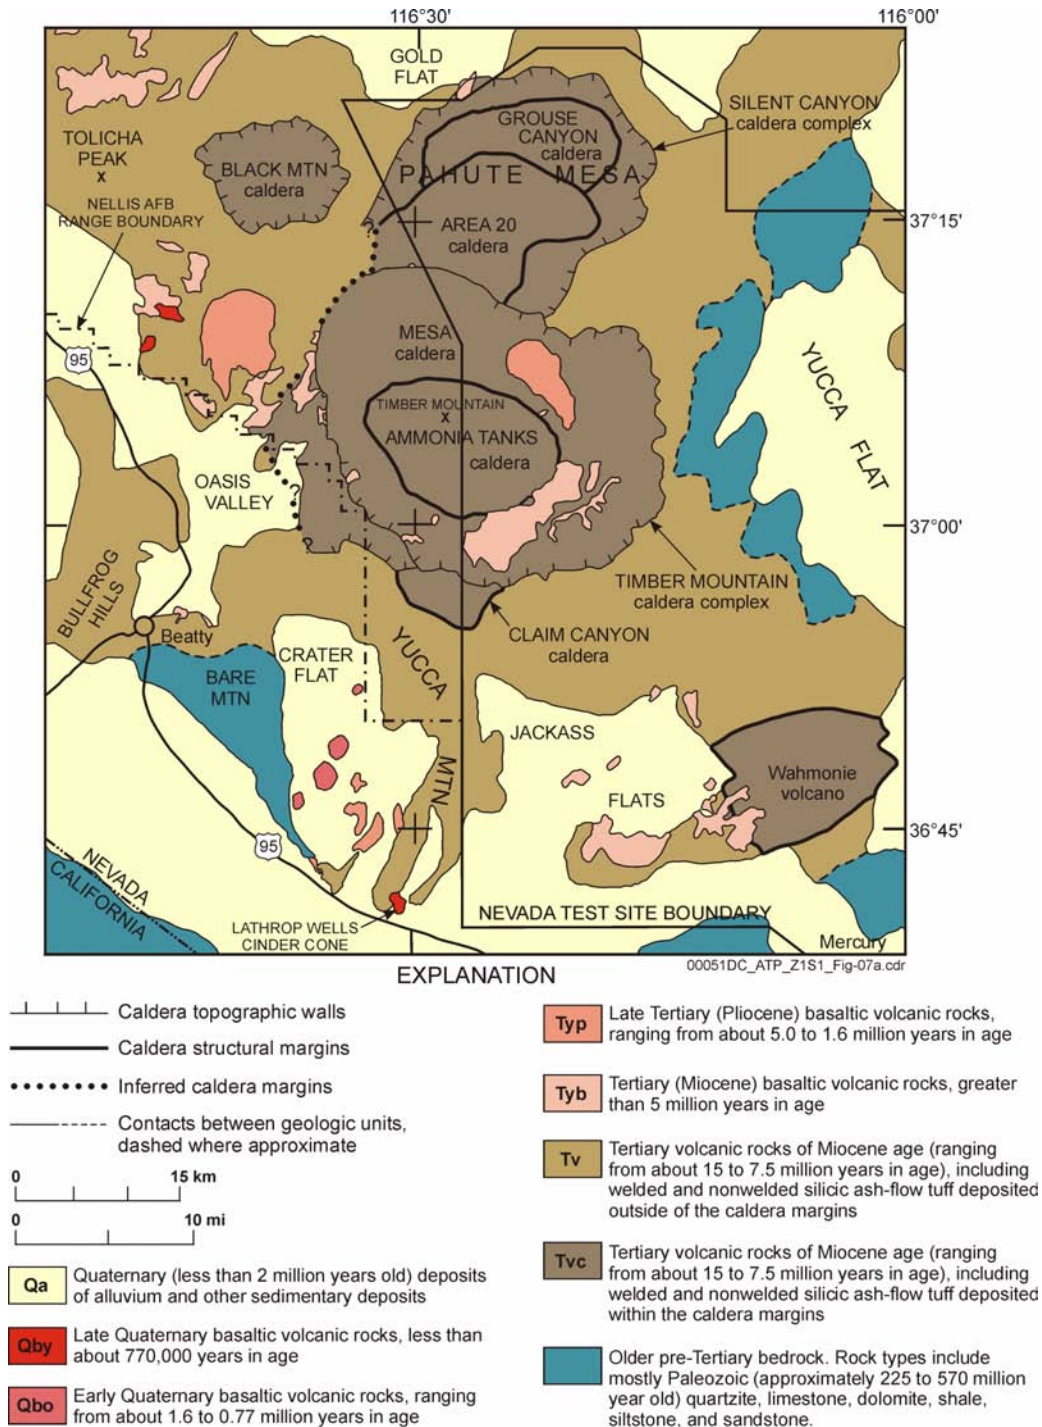 116°30'
116°00'
GOLD
FLAT
SILENT CANYON
caldera complex
GROUSE
CANYON
caldera
TOLICHA
PEAK
x
BLACK MTN
caldera
PAHUTE MESA
NELLIS AFB
RANGE BOUNDARY
?
AREA 20
caldera
37°15'
MESA
caldera
95
YUCCA FLAT
TIMBER MOUNTAIN
x
AMMONIA TANKS
caldera
OASIS
VALLEY
?
37°00'
?
BULLFROG
HILLS
TIMBER MOUNTAIN
caldera complex
CLAIM CANYON
caldera
Beatty
CRATER
FLAT
YUCCA
MTN
BARE
MTN
JACKASS
FLATS
Wahmonie
volcano
36°45'
95
NEVADA
CALIFORNIA
LATHROP WELLS
CINDER CONE
NEVADA TEST SITE BOUNDARY
Mercury
00051DC_ATP_Z1S1_Fig-07a.cdr
EXPLANATION
Caldera topographic walls
Caldera structural margins
Inferred caldera margins
Contacts between geologic units,
dashed where approximate
0 15 km
0 10 mi
Qa Quaternary (less than 2 million years old) deposits
of alluvium and other sedimentary deposits
Qby Late Quaternary basaltic volcanic rocks, less than
about 770,000 years in age
Qbo Early Quaternary basaltic volcanic rocks, ranging
from about 1.6 to 0.77 million years in age
Typ Late Tertiary (Pliocene) basaltic volcanic rocks,
ranging from about 5.0 to 1.6 million years in age
Tyb Tertiary (Miocene) basaltic volcanic rocks, greater
than 5 million years in age
Tv Tertiary volcanic rocks of Miocene age (ranging
from about 15 to 7.5 million years in age), including
welded and nonwelded silicic ash-flow tuff deposited
outside of the caldera margins
Tvc Tertiary volcanic rocks of Miocene age (ranging
from about 15 to 7.5 million years in age), including
welded and nonwelded silicic ash-flow tuff deposited
within the caldera margins
Older pre-Tertiary bedrock. Rock types include
mostly Paleozoic (approximately 225 to 570 million
year old) quartzite, limestone, dolomite, shale,
siltstone, and sandstone.